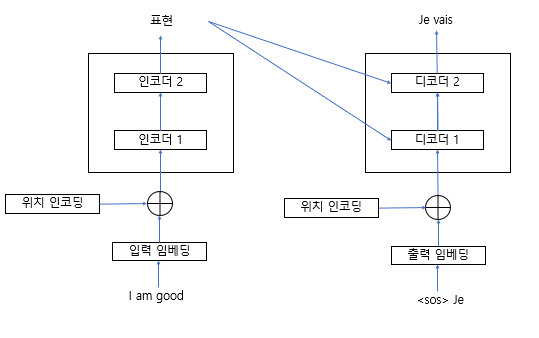 표현
Je vais
인코더 2
디코더 2
인코더 1
디코더 1
위치 인코딩
위치 인코딩
입력 임베딩
출력 임베딩
I am good
<sos> Je